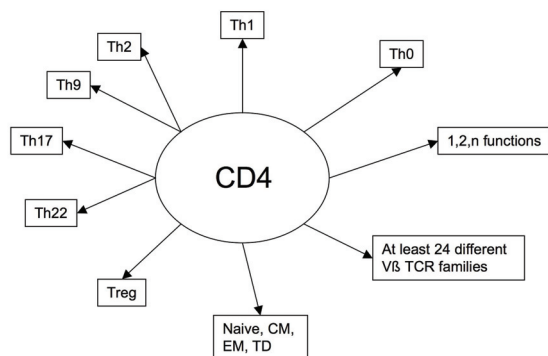 Th1
Th2
Th0
Th9
Th17
1,2,n functions
CD4
Th22
At least 24 different
Vß TCR families
Treg
Naive, CM,
EM, TD